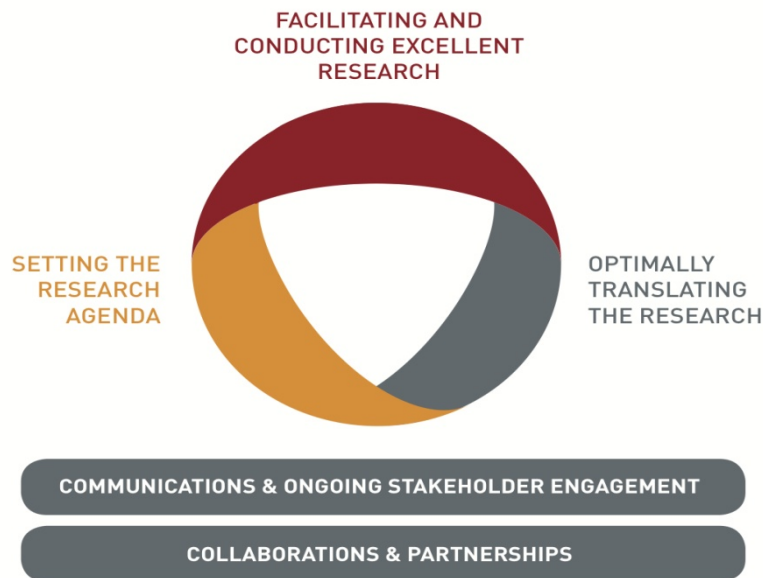 FACILITATING AND
CONDUCTING EXCELLENT
RESEARCH
SETTING THE
RESEARCH
AGENDA
OPTIMALLY
TRANSLATING
THE RESEARCH
COMMUNICATIONS & ONGOING STAKEHOLDER ENGAGEMENT
COLLABORATIONS & PARTNERSHIPS